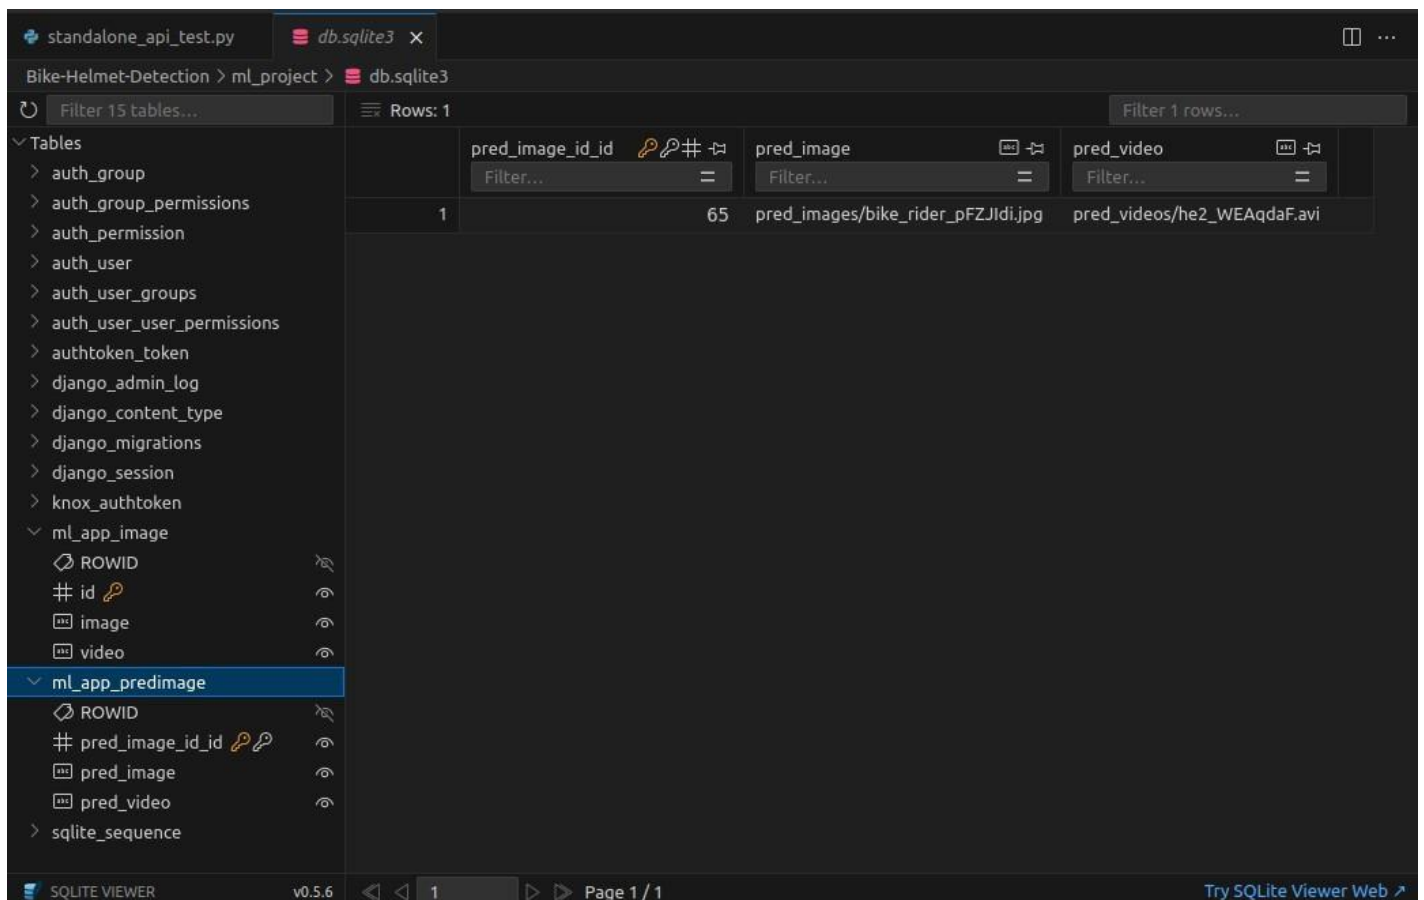 standalone_api_test.py db.sqlite3
Bike-Helmet-Detection > ml_project > db.sqlite3
Filter 15 tables... Rows: 1 Filter 1 rows...
Tables
auth_group
auth_group_permissions
auth_permission
auth_user
auth_user_groups
auth_user_user_permissions
authtoken_token
django_admin_log
django_content_type
django_migrations
django_session
knox_authtoken
ml_app_image
ROWID
id
image
video
ml_app_predimage
ROWID
pred_image_id_id
pred_image
pred_video
sqlite_sequence
pred_image_id_id pred_image pred_video
Filter... = Filter... = Filter... =
1 65 pred_images/bike_rider_pFZJIdi.jpg pred_videos/he2_WEAqdaF.avi
SQLITE VIEWER v0.5.6 1 Page 1 / 1 Try SQLite Viewer Web ↗